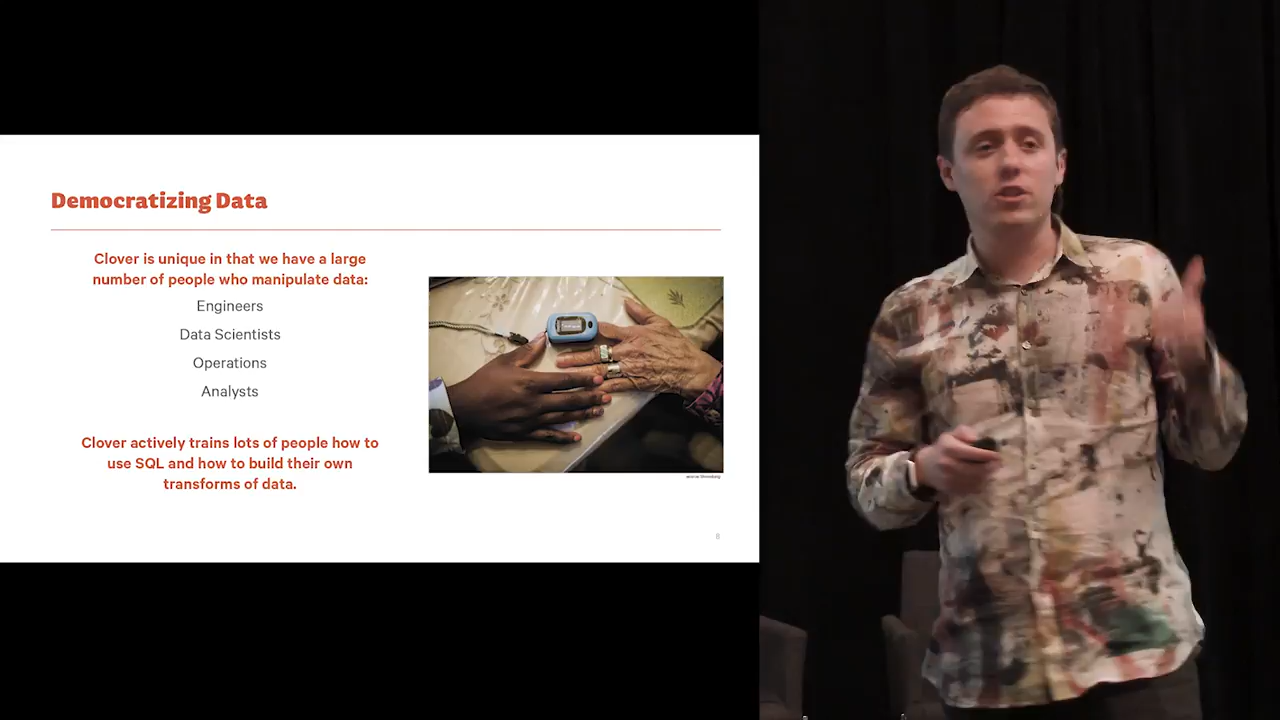 Democratizing Data
Clover is unique in that we have a large
number of people who manipulate data:
Engineers
Data Scientists
Operations
Analysts
Clover actively trains lots of people how to
use SQL and how to build their own
transforms of data.
8